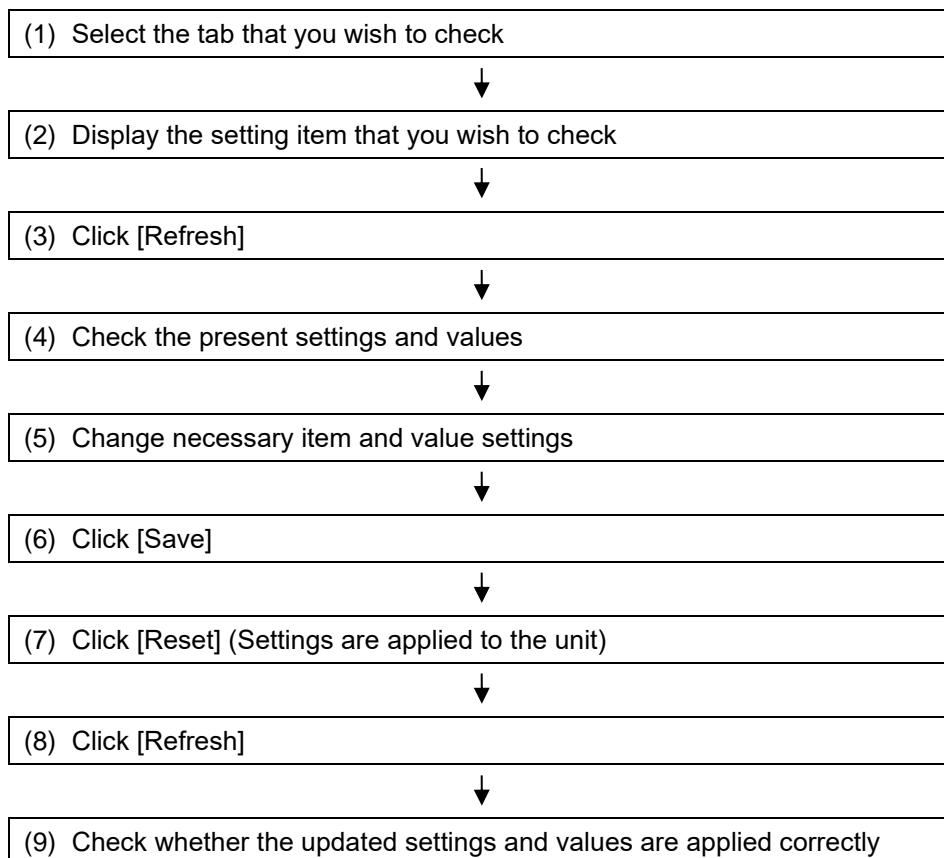 (1) Select the tab that you wish to check
(2) Display the setting item that you wish to check
(3) Click [Refresh]
(4) Check the present settings and values
(5) Change necessary item and value settings
(6) Click [Save]
(7) Click [Reset] (Settings are applied to the unit)
(8) Click [Refresh]
(9) Check whether the updated settings and values are applied correctly